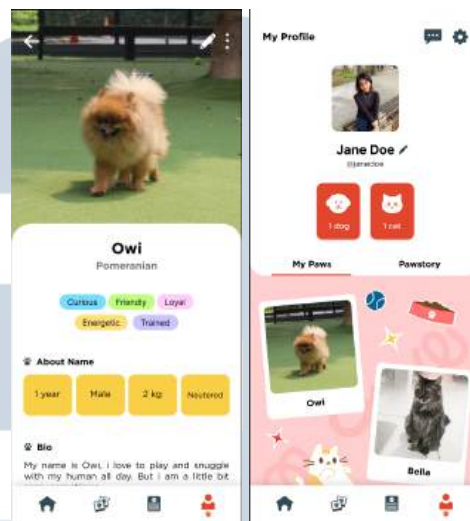 Owi
Pomeranian
Curious
Friendly
Loyal
Energetic
Trained
About Name
1 year
Male
2 kg
Neutered
Bio
My name is Owi, i love to play and snuggle
with my human all day. But i am a little bit
My Profile
Jane Doe
@janedoe
1 dog
1 cat
My Paws
Pawstory
Owi
Bella